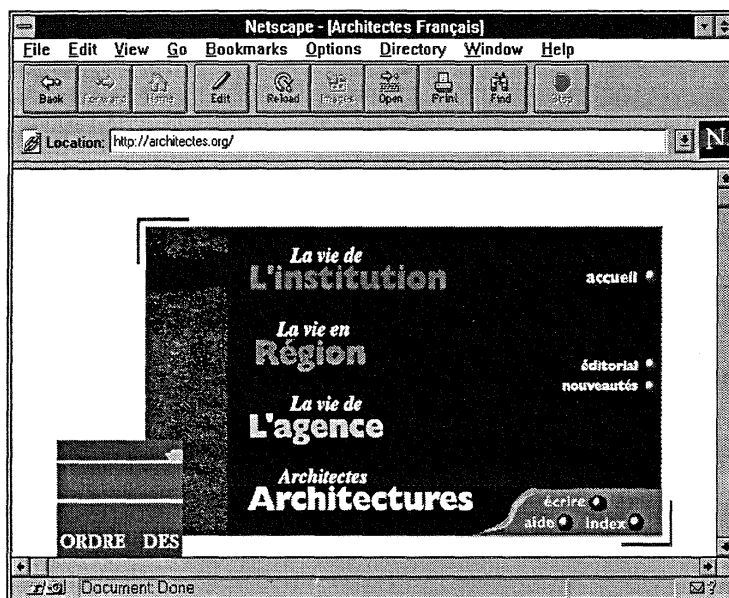 Netscape - [Architectes Français]
File Edit View Go Bookmarks Options Directory Window Help
Back Forward Home Edit Reload Images Open Print Find Stop
Location: http://architectes.org/
N
La vie de
L'institution
accueil
La vie en
Région
éditorial
nouveautés
La vie de
L'agence
Architectes
Architectures
écrire
aide index
ORDRE DES
Document: Done